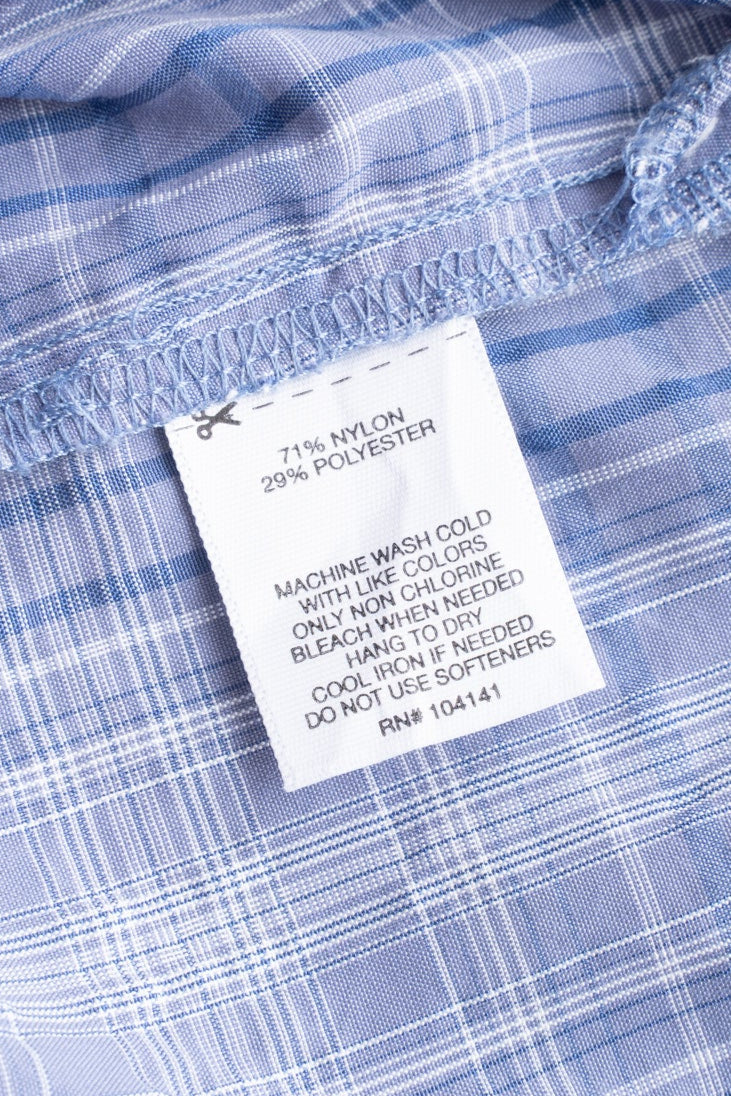 71% NYLON
29% POLYESTER
MACHINE WASH COLD
WITH LIKE COLORS
ONLY NON CHLORINE
BLEACH WHEN NEEDED
HANG TO DRY
COOL IRON IF NEEDED
DO NOT USE SOFTENERS
RN# 104141